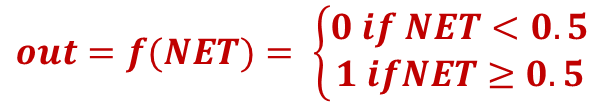 out = f(NET) = {0 if NET < 0.5
1 ifNET ≥ 0.5